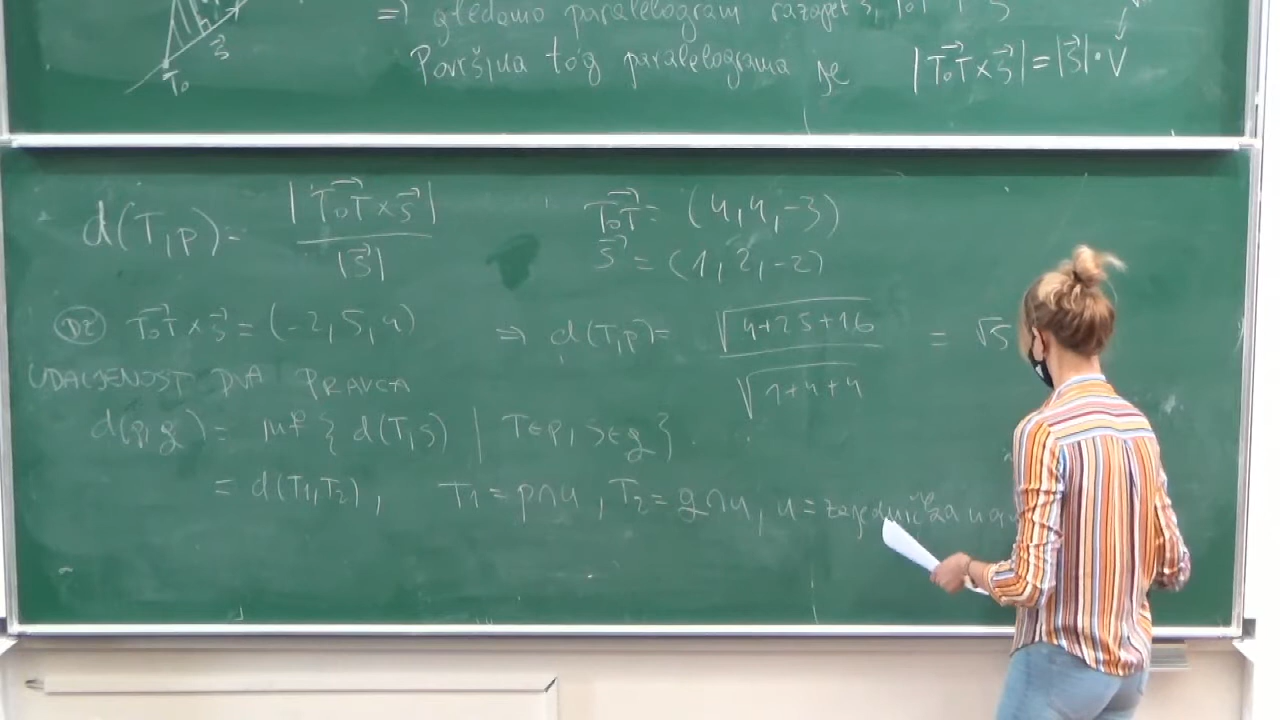 ⇒ gledamo paralelogram razapet s
T₀ s⃗
Površina tog paralelograma je |T₀T⃗ × s⃗| = |s⃗| · V
d(T,p) = |T₀T⃗ × s⃗| / |s⃗|
T₀T⃗ = (4,4,-3)
s⃗ = (1,2,-2)
DZ T₀T⃗ × s⃗ = (-2,5,4) ⇒ d(T,p) = √(4+25+16) / √(1+4+4) = √5
UDALJENOST DVA PRAVCA
d(p,g) = inf { d(T,S) | T∈p, S∈g }.
= d(T1,T2), T1 = p∩n, T2 = g∩n, n = zajednička